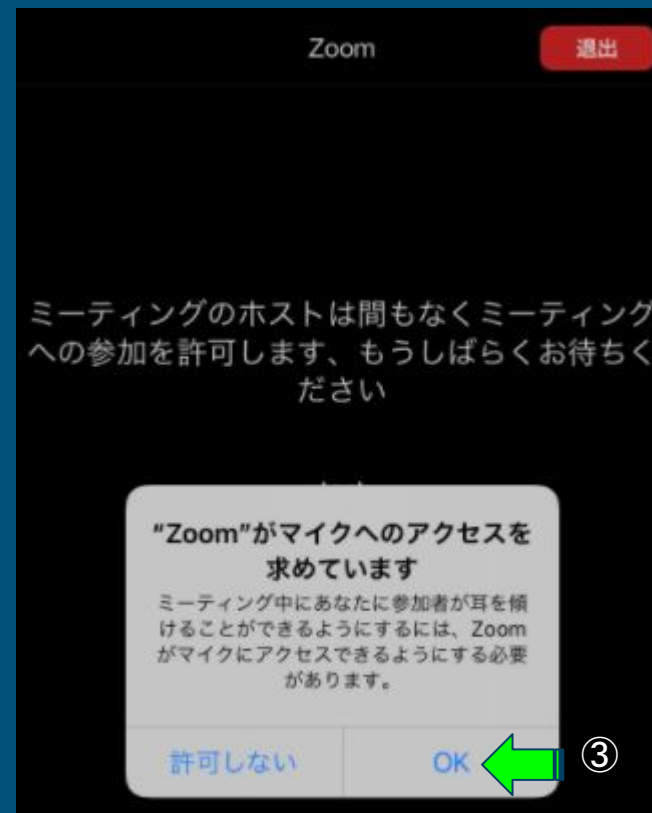 Zoom
退出
ミーティングのホストは間もなくミーティング
への参加を許可します、もうしばらくお待ちく
ださい
“Zoom”がマイクへのアクセスを
求めています
ミーティング中にあなたに参加者が耳を傾
けることができるようにするには、Zoom
がマイクにアクセスできるようにする必要
があります。
許可しない
OK
③